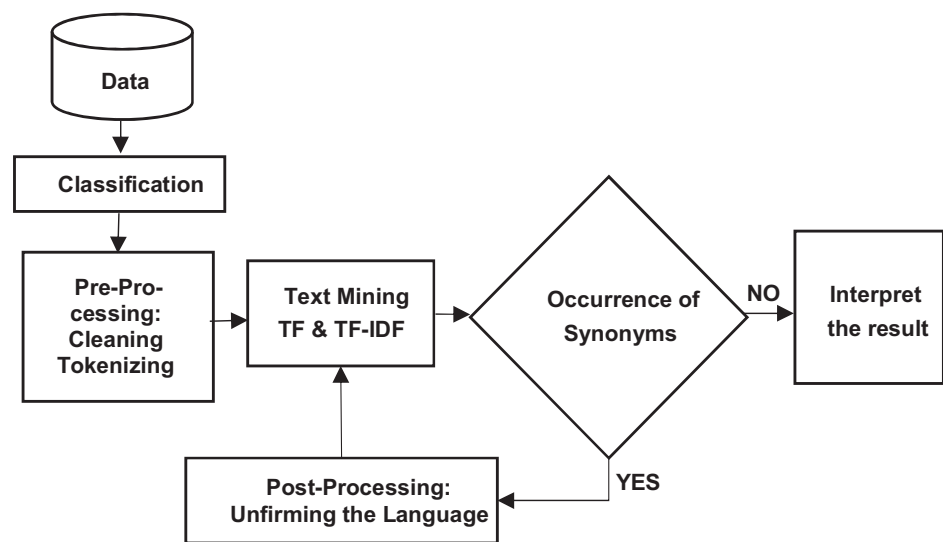 Data
Classification
Pre-Pro-
cessing:
Cleaning
Tokenizing
Text Mining
TF & TF-IDF
Occurrence of
Synonyms
NO
Interpret
the result
YES
Post-Processing:
Unfirming the Language